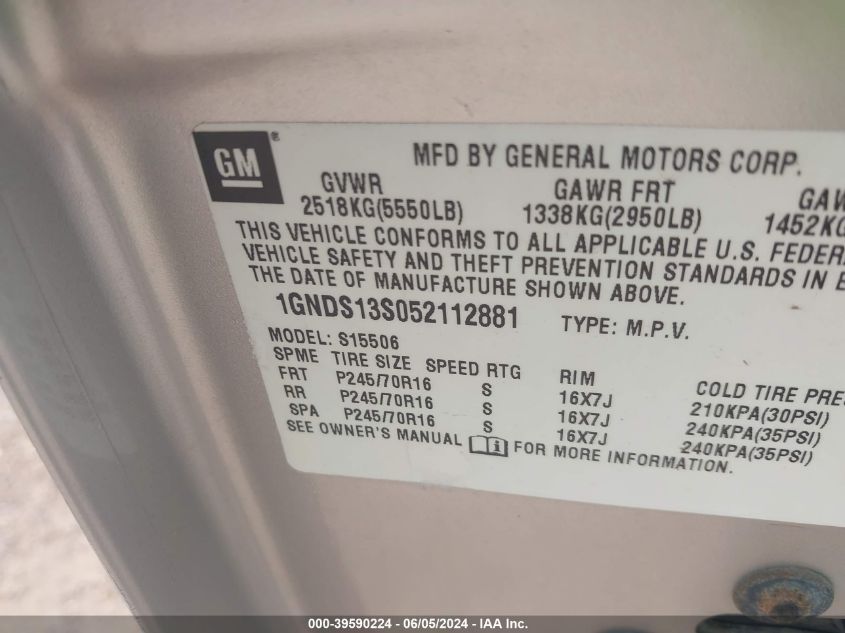 GM®
MFD BY GENERAL MOTORS CORP.
GVWR GAWR FRT GAW
2518KG(5550LB) 1338KG(2950LB) 1452KG
THIS VEHICLE CONFORMS TO ALL APPLICABLE U.S. FEDER
VEHICLE SAFETY AND THEFT PREVENTION STANDARDS IN E
THE DATE OF MANUFACTURE SHOWN ABOVE.
1GNDS13S052112881 TYPE: M.P.V.
MODEL: S15506
SPME TIRE SIZE SPEED RTG RIM COLD TIRE PRE
FRT P245/70R16 S 16X7J 210KPA(30PSI)
RR P245/70R16 S 16X7J 240KPA(35PSI)
SPA P245/70R16 S 16X7J 240KPA(35PSI)
SEE OWNER'S MANUAL FOR MORE INFORMATION.
000-39590224 - 06/05/2024 - IAA Inc.